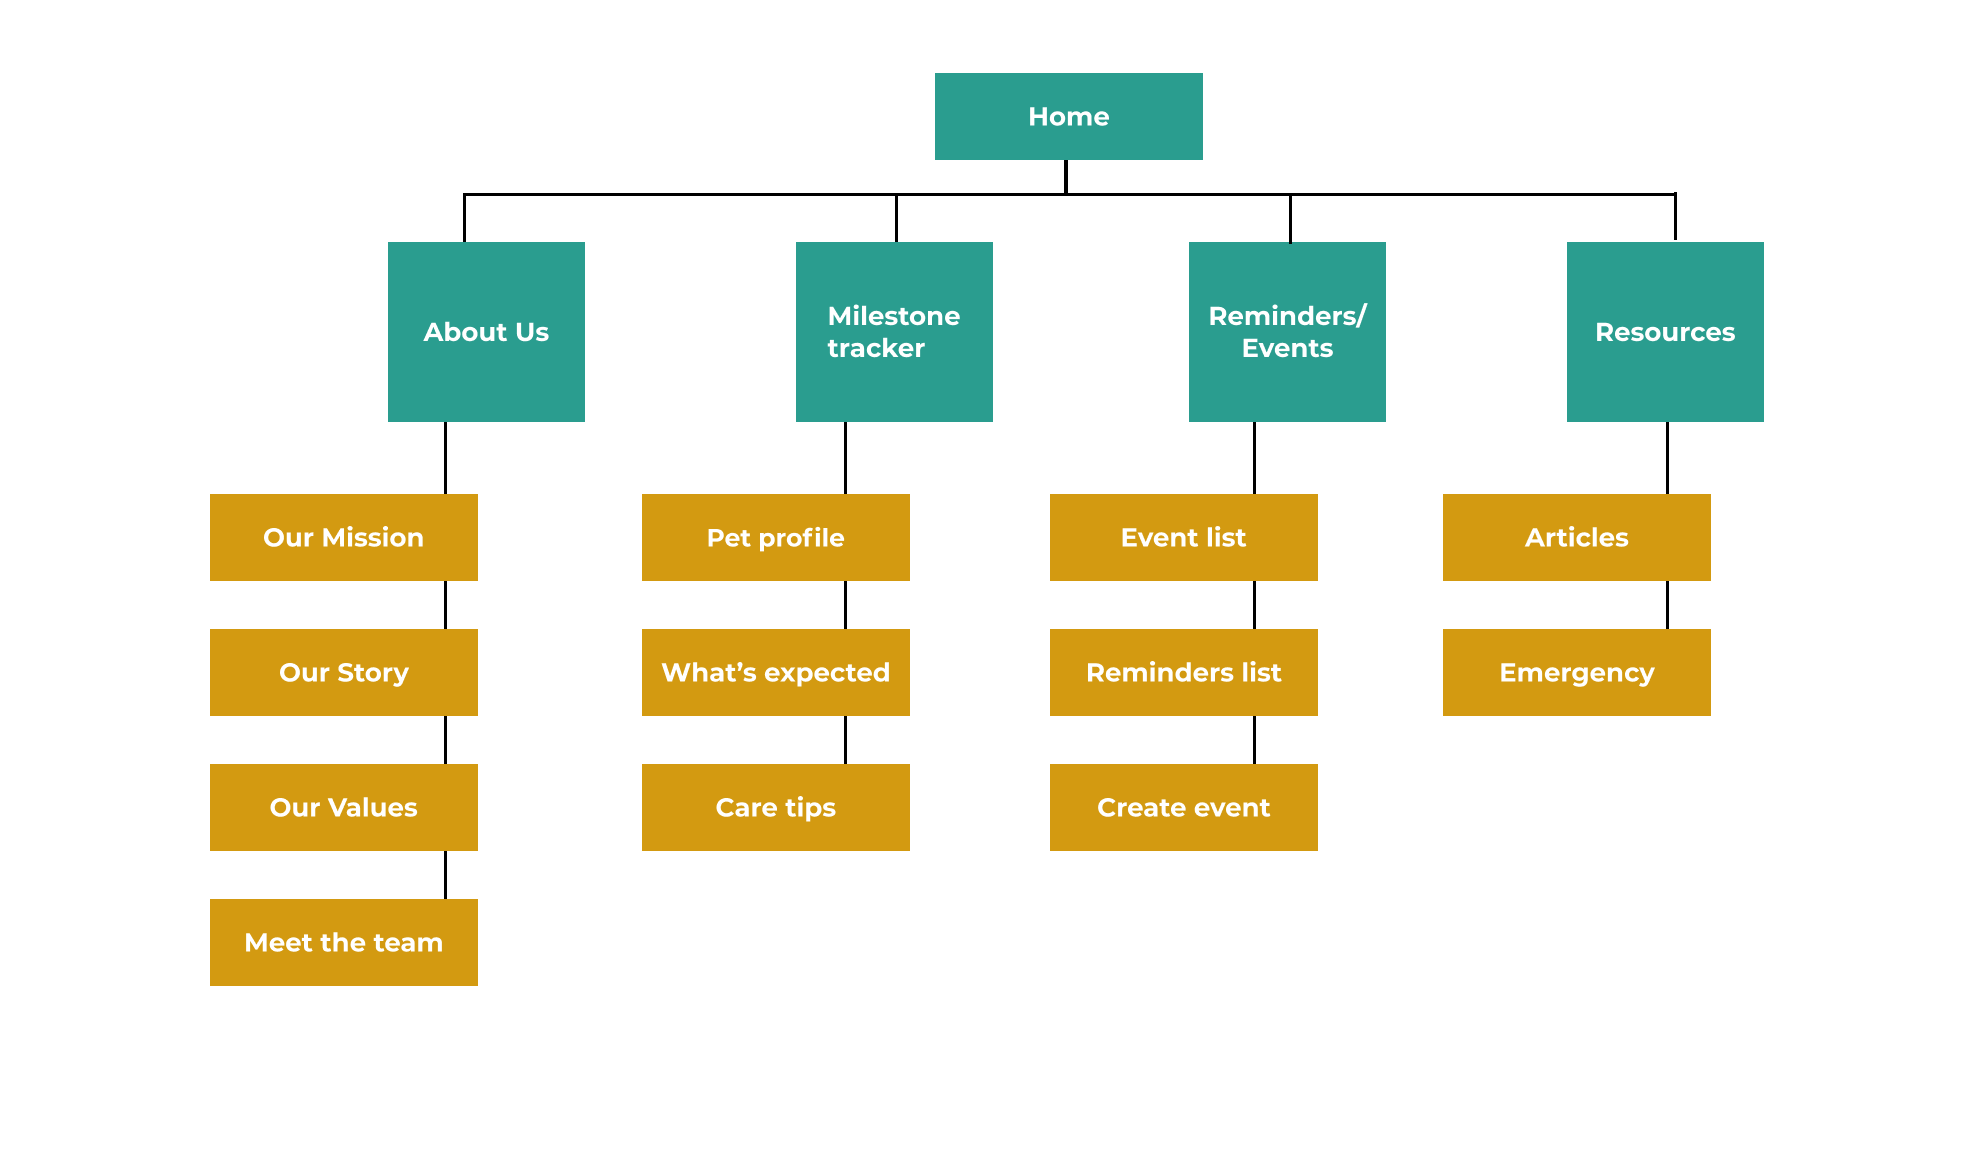 Home
About Us
Milestone
tracker
Reminders/
Events
Resources
Our Mission
Our Story
Our Values
Meet the team
Pet profile
What’s expected
Care tips
Event list
Reminders list
Create event
Articles
Emergency